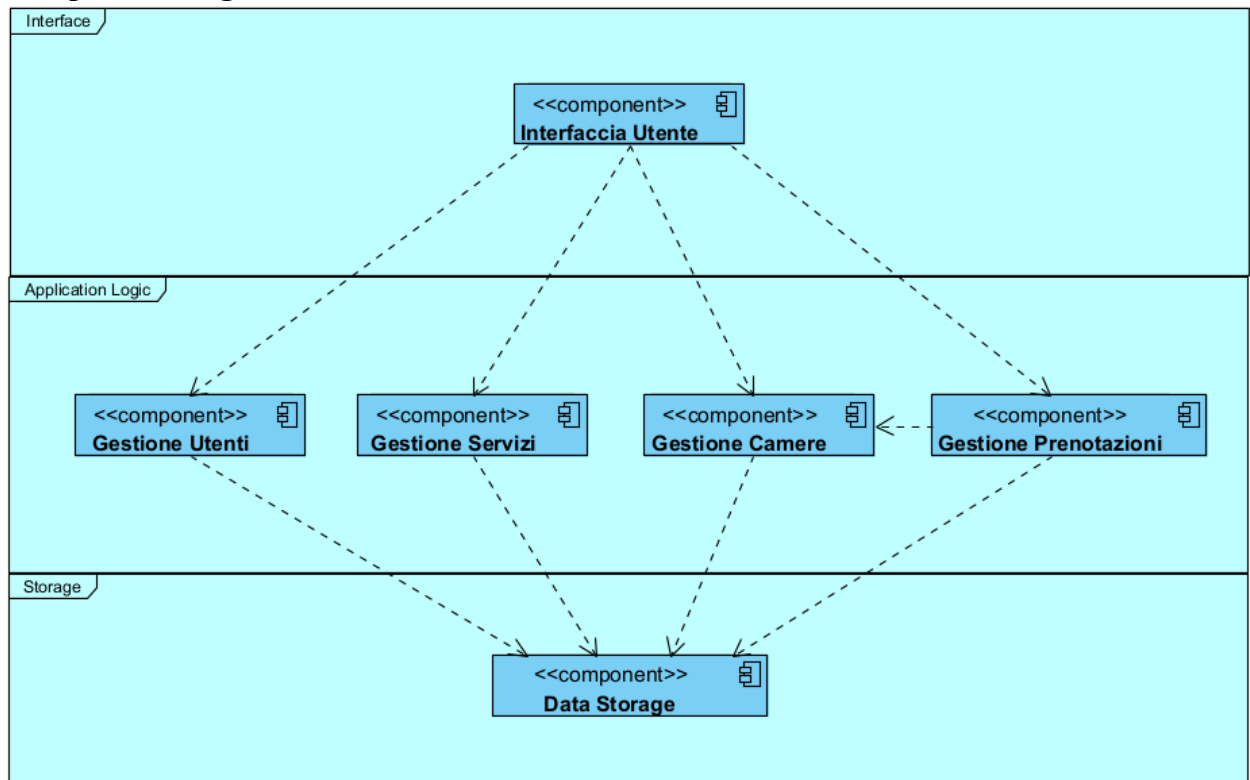 Interface
<<component>>
Interfaccia Utente
Application Logic
<<component>>
Gestione Utenti
<<component>>
Gestione Servizi
<<component>>
Gestione Camere
<<component>>
Gestione Prenotazioni
Storage
<<component>>
Data Storage